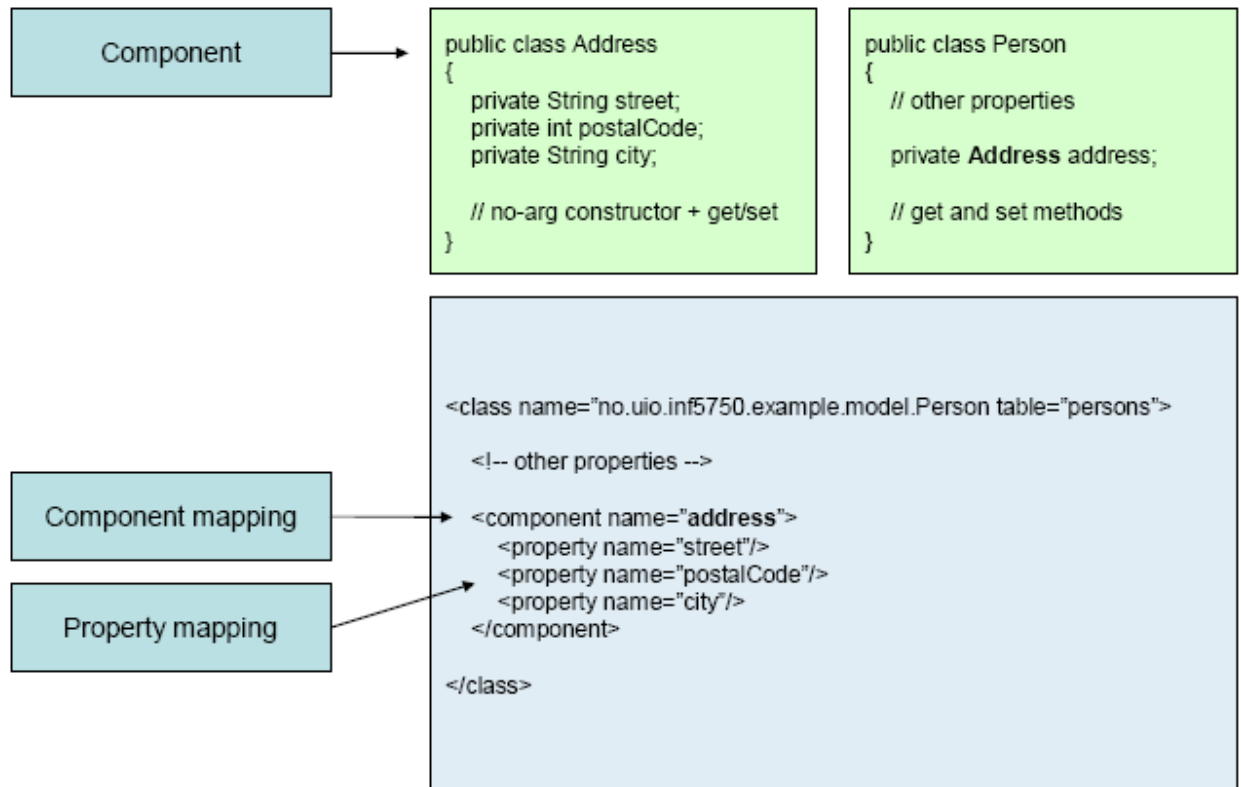 Component
public class Address
{
private String street;
private int postalCode;
private String city;
// no-arg constructor + get/set
}
public class Person
{
// other properties
private Address address;
// get and set methods
}
<class name=”no.uio.inf5750.example.model.Person table=”persons”>
<!-- other properties -->
Component mapping
<component name=”address”>
<property name=”street”/>
<property name=”postalCode”/>
<property name=”city”/>
</component>
Property mapping
</class>